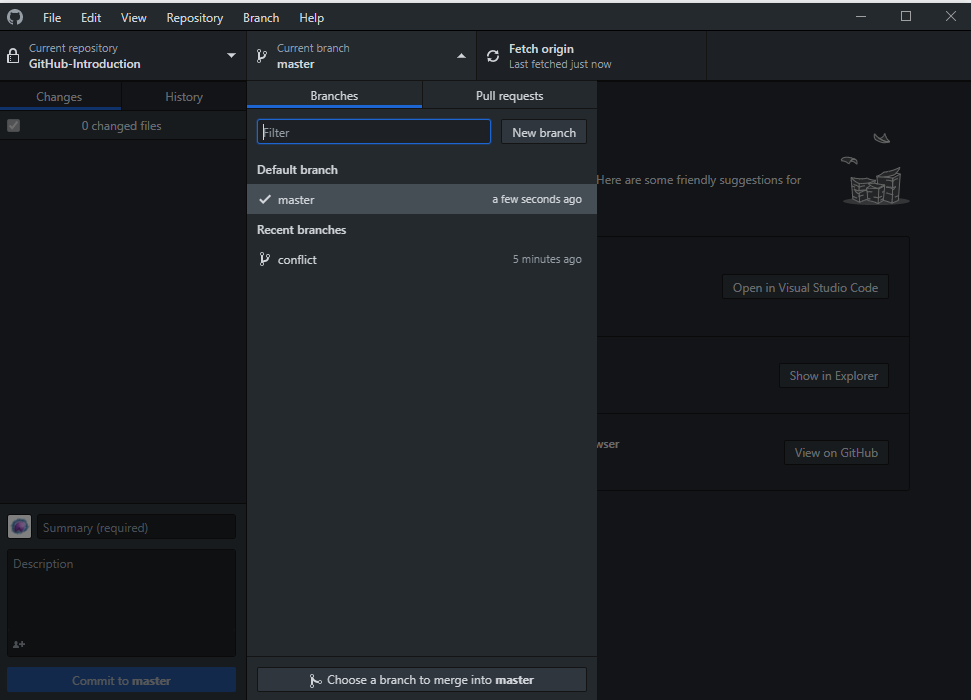 File Edit View Repository Branch Help
Current repository
GitHub-Introduction
Current branch
master
Fetch origin
Last fetched just now
Changes
History
0 changed files
Branches
Pull requests
Filter
New branch
Default branch
master
a few seconds ago
Recent branches
conflict
5 minutes ago
Choose a branch to merge into master
Here are some friendly suggestions for
Open in Visual Studio Code
Show in Explorer
wser
View on GitHub
Summary (required)
Description
Commit to master